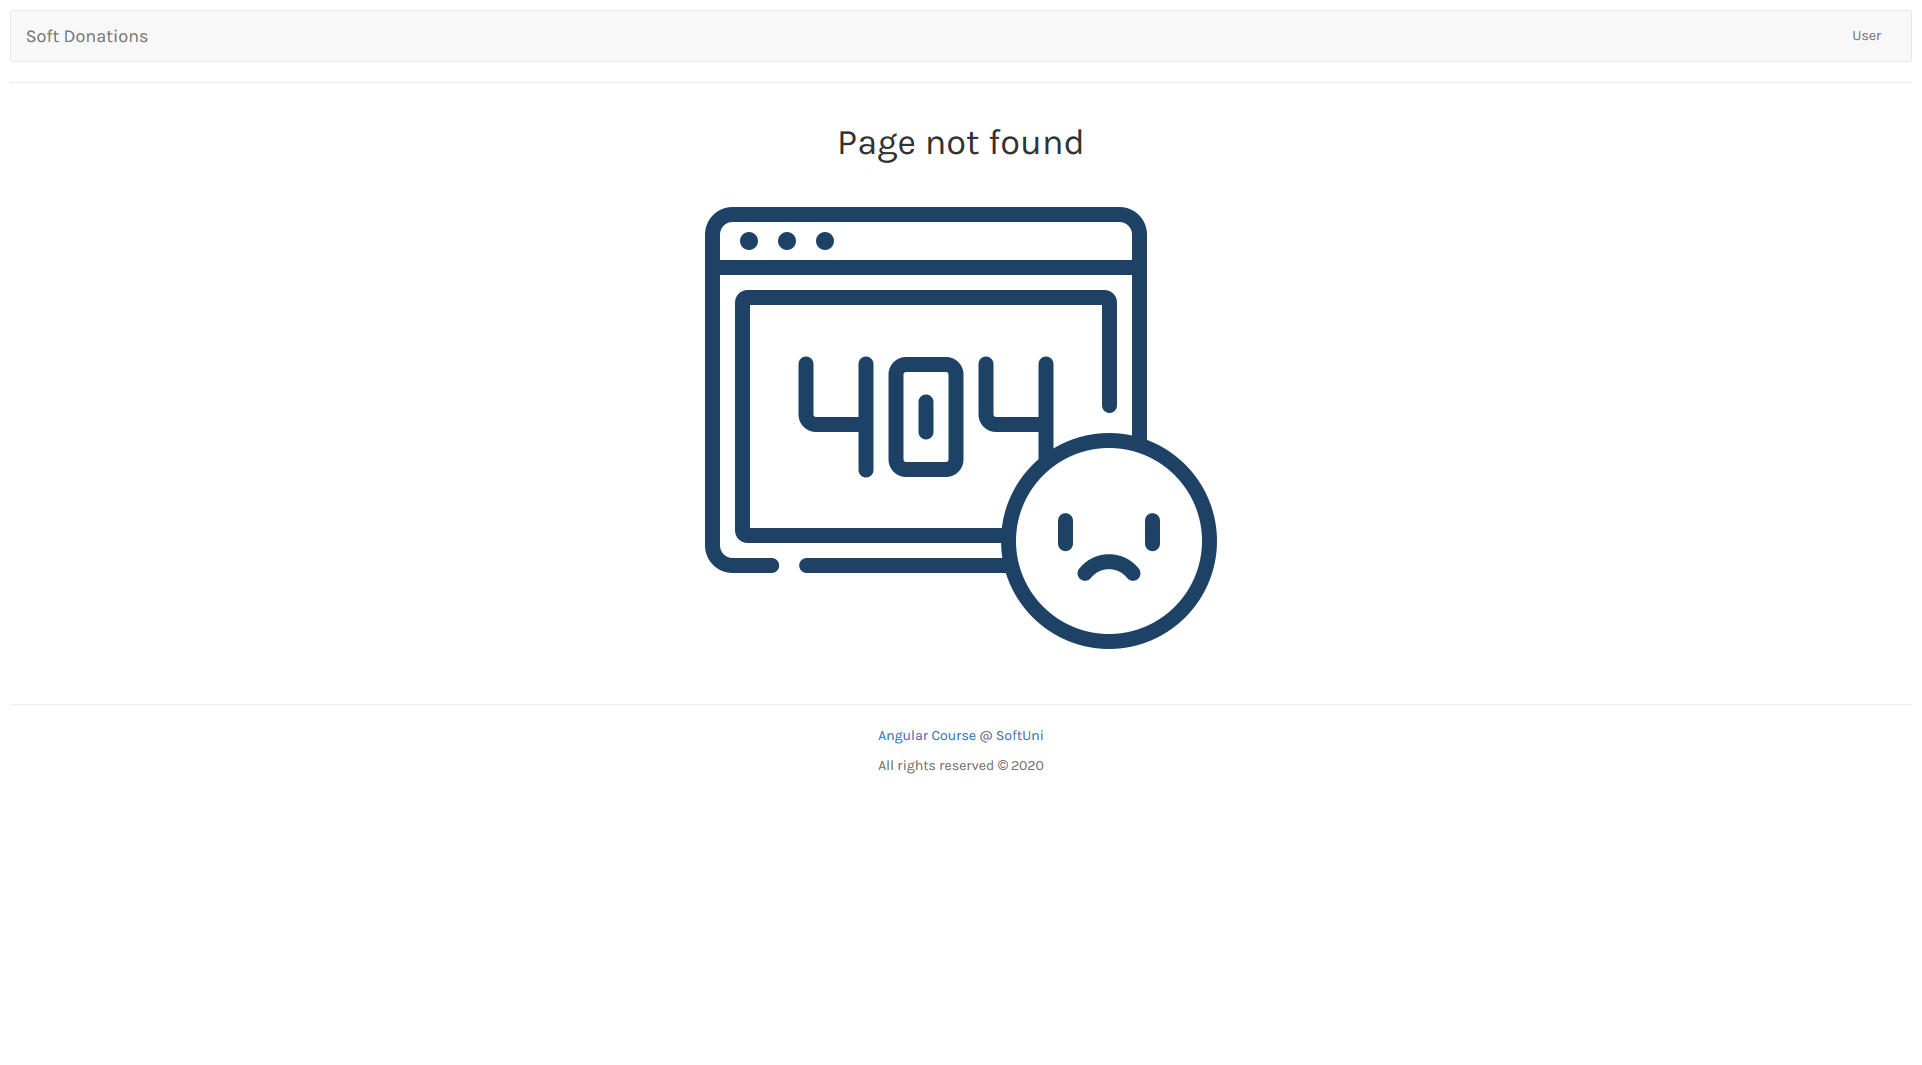 Soft Donations
User
Page not found
404
Angular Course @ SoftUni
All rights reserved © 2020